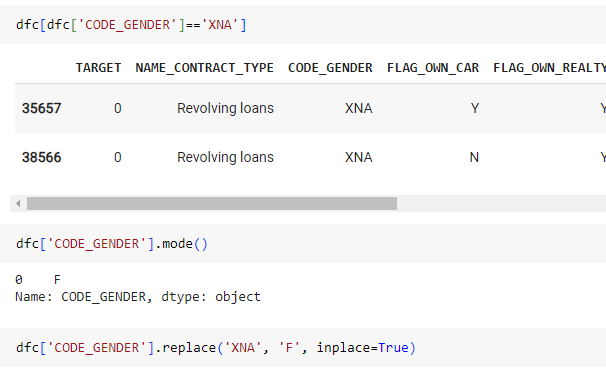 dfc[dfc['CODE_GENDER']=='XNA']
TARGET NAME_CONTRACT_TYPE CODE_GENDER FLAG_OWN_CAR FLAG_OWN_REALTY
35657 0 Revolving loans XNA Y Y
38566 0 Revolving loans XNA N Y
dfc['CODE_GENDER'].mode()
0 F
Name: CODE_GENDER, dtype: object
dfc['CODE_GENDER'].replace('XNA', 'F', inplace=True)